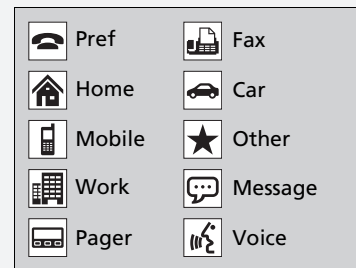 Pref
Home
Mobile
Work
Pager
Fax
Car
Other
Message
Voice